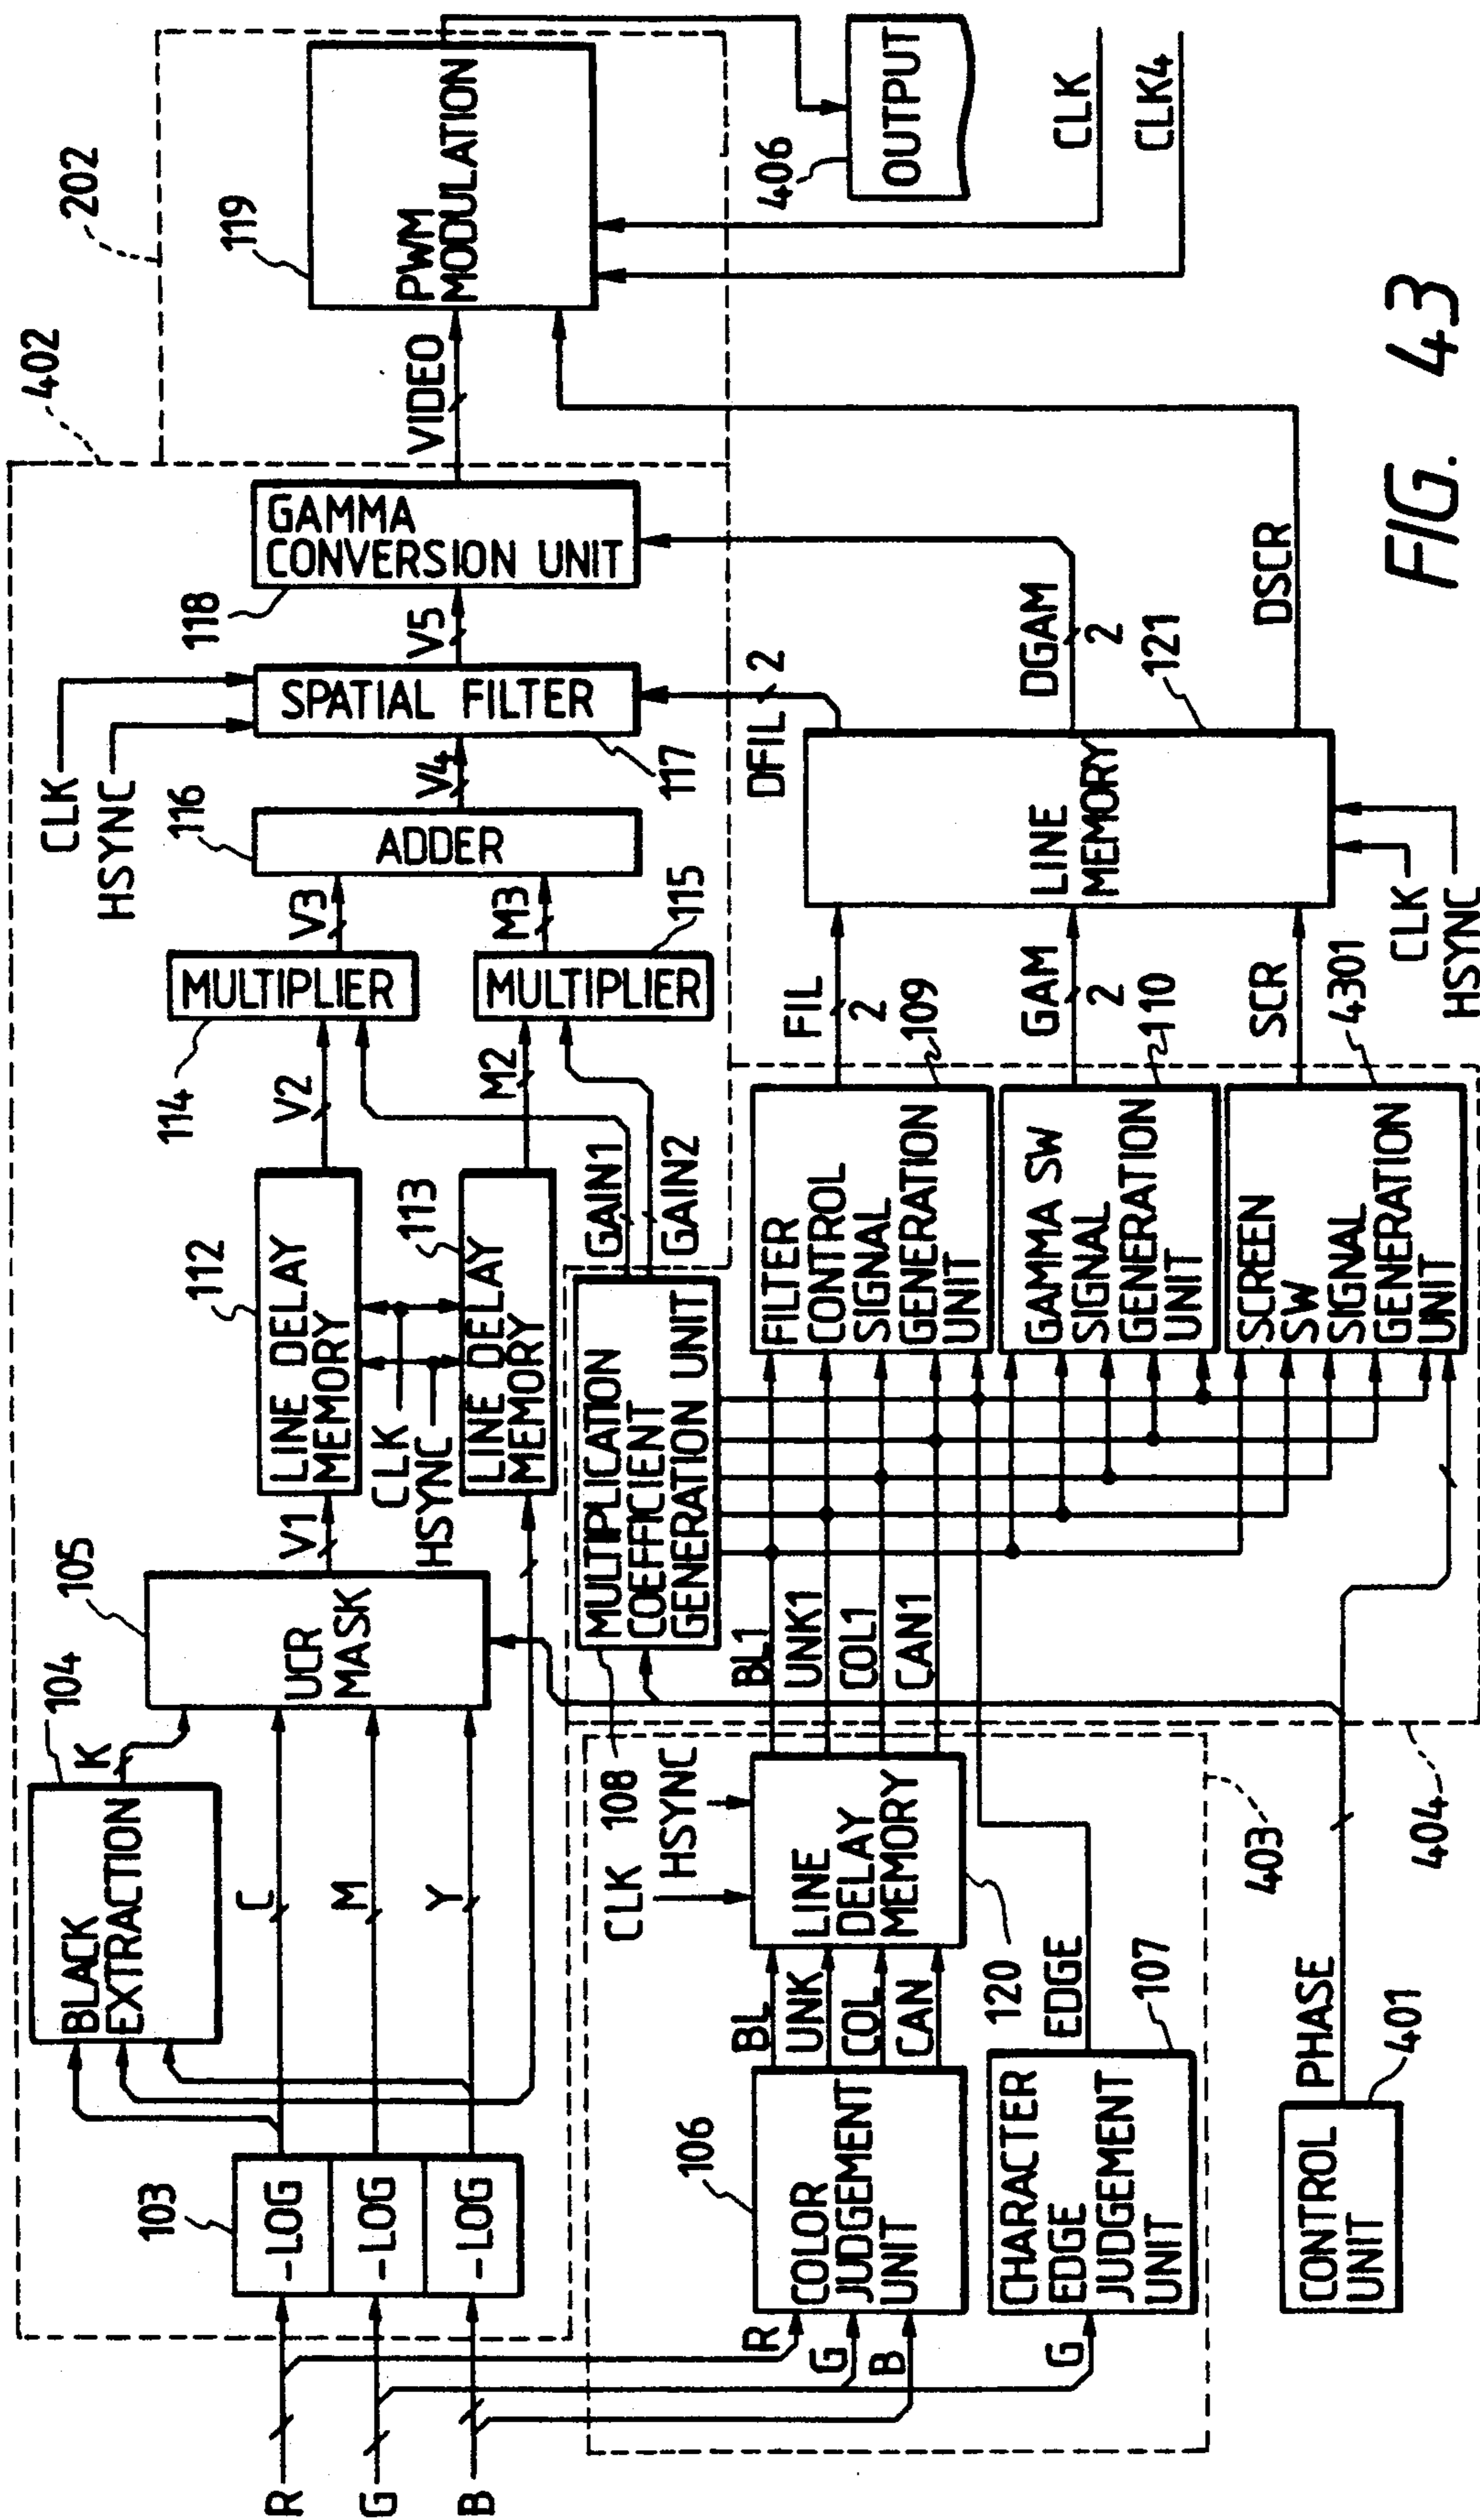 R
G
B
103
-LOG
-LOG
-LOG
BLACK
EXTRACTION
104
K
C
M
Y
105
UCR
MASK
V1
112
LINE DELAY
MEMORY
CLK
HSYNC
113
LINE DELAY
MEMORY
V2
M2
114
MULTIPLIER
MULTIPLIER
115
V3
M3
116
ADDER
V4
CLK
HSYNC
SPATIAL FILTER
117
V5
118
GAMMA
CONVERSION UNIT
402
VIDEO
202
119
PWM
MODULATION
406
OUTPUT
CLK
CLK4
MULTIPLICATION
COEFFICIENT
GENERATION UNIT
108
GAIN1
GAIN2
R
G
B
G
106
COLOR
JUDGEMENT
UNIT
CHARACTER
EDGE
JUDGEMENT
UNIT
107
BL
UNK
COL
CAN
EDGE
CLK
HSYNC
LINE
DELAY
MEMORY
120
BL1
UNK1
COL1
CAN1
403
404
CONTROL
UNIT
401
PHASE
FILTER
CONTROL
SIGNAL
GENERATION
UNIT
109
GAMMA SW
SIGNAL
GENERATION
UNIT
110
SCREEN
SW
SIGNAL
GENERATION
UNIT
4301
FIL
2
GAM
2
SCR
LINE
MEMORY
121
CLK
HSYNC
DFIL
2
DGAM
2
DSCR
FIG. 43